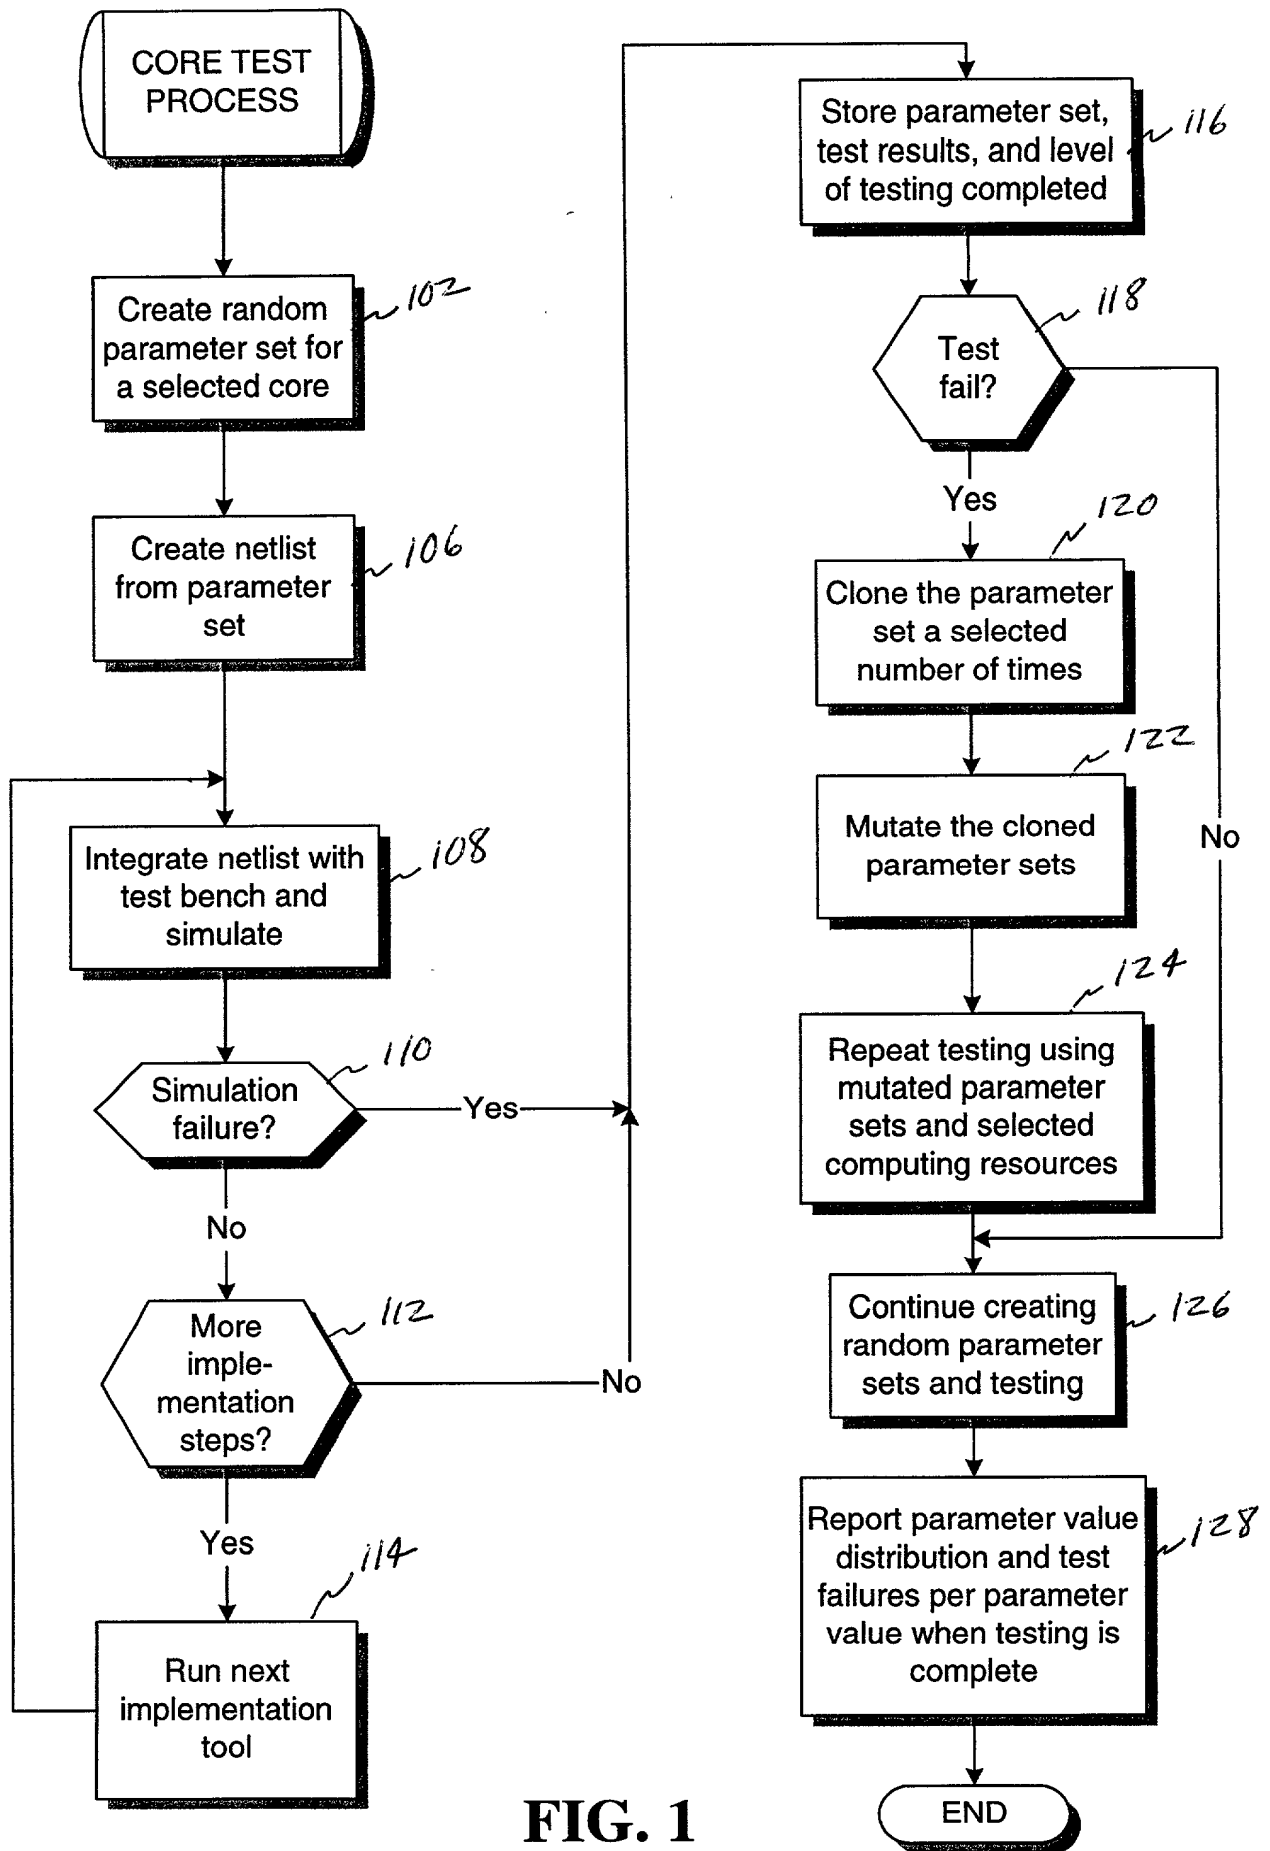 CORE TEST
PROCESS
Create random
parameter set for
a selected core
102
Create netlist
from parameter
set
106
Integrate netlist with
test bench and
simulate
108
Simulation
failure?
110
Yes
No
More
imple-
mentation
steps?
112
No
Yes
Run next
implementation
tool
114
Store parameter set,
test results, and level
of testing completed
116
Test
fail?
118
Yes
No
Clone the parameter
set a selected
number of times
120
Mutate the cloned
parameter sets
122
Repeat testing using
mutated parameter
sets and selected
computing resources
124
Continue creating
random parameter
sets and testing
126
Report parameter value
distribution and test
failures per parameter
value when testing is
complete
128
END
FIG. 1